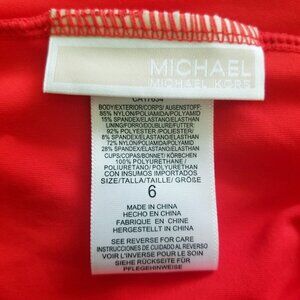 MICHAEL
MICHAEL KORS
CA17634
BODY/EXTERIOR/CORPS/ AUßENSTOFF:
85% NYLON/POLIAMIDA/POLYAMID
15% SPANDEX/ELASTANO/ELASTHAN
LINING/FORRO/DOUBLURE/FUTTER:
92% POLYESTER/POLIESTER
8% SPANDEX/ELASTANO/ELASTHAN
72% NYLON/POLIAMIDA/POLYAMID
28% SPANDEX/ELASTANO/ELASTHAN
CUPS/COPAS/BONNET/ KÖRBCHEN
100% POLYURETHANE /
POLIURETANO / POLYURETHAN
CON INSUMOS IMPORTADOS
SIZE/TALLA/TAILLE/ GRÖßE
6
MADE IN CHINA
HECHO EN CHINA
FABRIQUE EN CHINE
HERGESTELLT IN CHINA
SEE REVERSE FOR CARE
INSTRUCCIONES DE CUIDADO AL REVERSO
VOIR L'INVERSE POUR LE SOIN
SIEHE RÜCKSEITE FÜR
PFLEGEHINWEISE